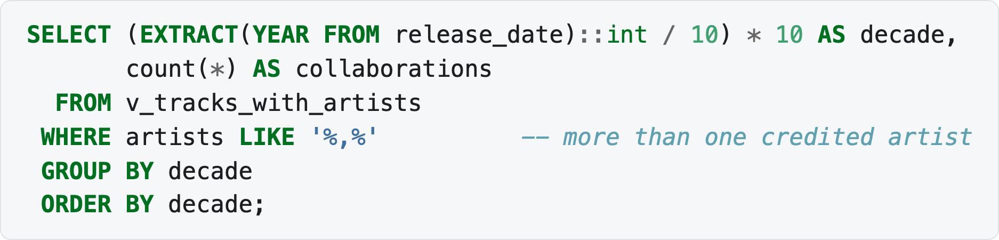 SELECT (EXTRACT(YEAR FROM release_date)::int / 10) * 10 AS decade,
       count(*) AS collaborations
  FROM v_tracks_with_artists
 WHERE artists LIKE '%,%'          -- more than one credited artist
 GROUP BY decade
 ORDER BY decade;